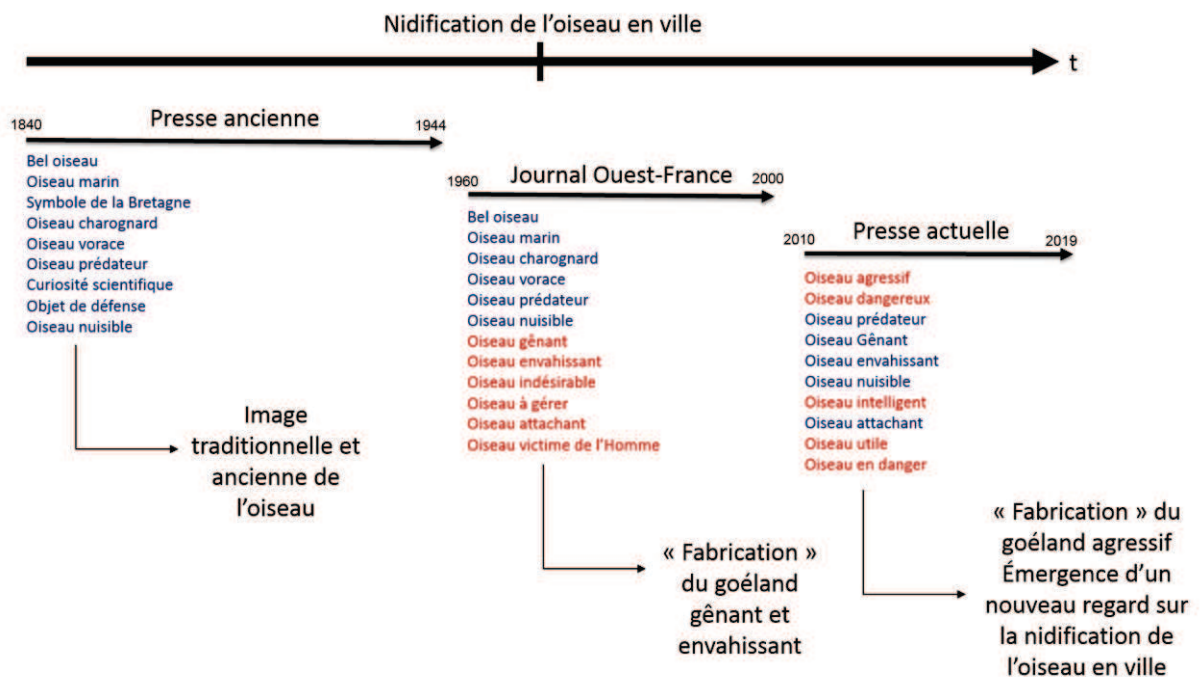 Nidification de l'oiseau en ville
t
1840
Presse ancienne
1944
Bel oiseau
Oiseau marin
Symbole de la Bretagne
Oiseau charognard
Oiseau vorace
Oiseau prédateur
Curiosité scientifique
Objet de défense
Oiseau nuisible
Image
traditionnelle et
ancienne de
l'oiseau
1960
Journal Ouest-France
2000
Bel oiseau
Oiseau marin
Oiseau charognard
Oiseau vorace
Oiseau prédateur
Oiseau nuisible
Oiseau gênant
Oiseau envahissant
Oiseau indésirable
Oiseau à gérer
Oiseau attachant
Oiseau victime de l'Homme
« Fabrication »
du goéland
gênant et
envahissant
2010
Presse actuelle
2019
Oiseau agressif
Oiseau dangereux
Oiseau prédateur
Oiseau Gênant
Oiseau envahissant
Oiseau nuisible
Oiseau intelligent
Oiseau attachant
Oiseau utile
Oiseau en danger
« Fabrication » du
goéland agressif
Émergence d'un
nouveau regard sur
la nidification de
l'oiseau en ville